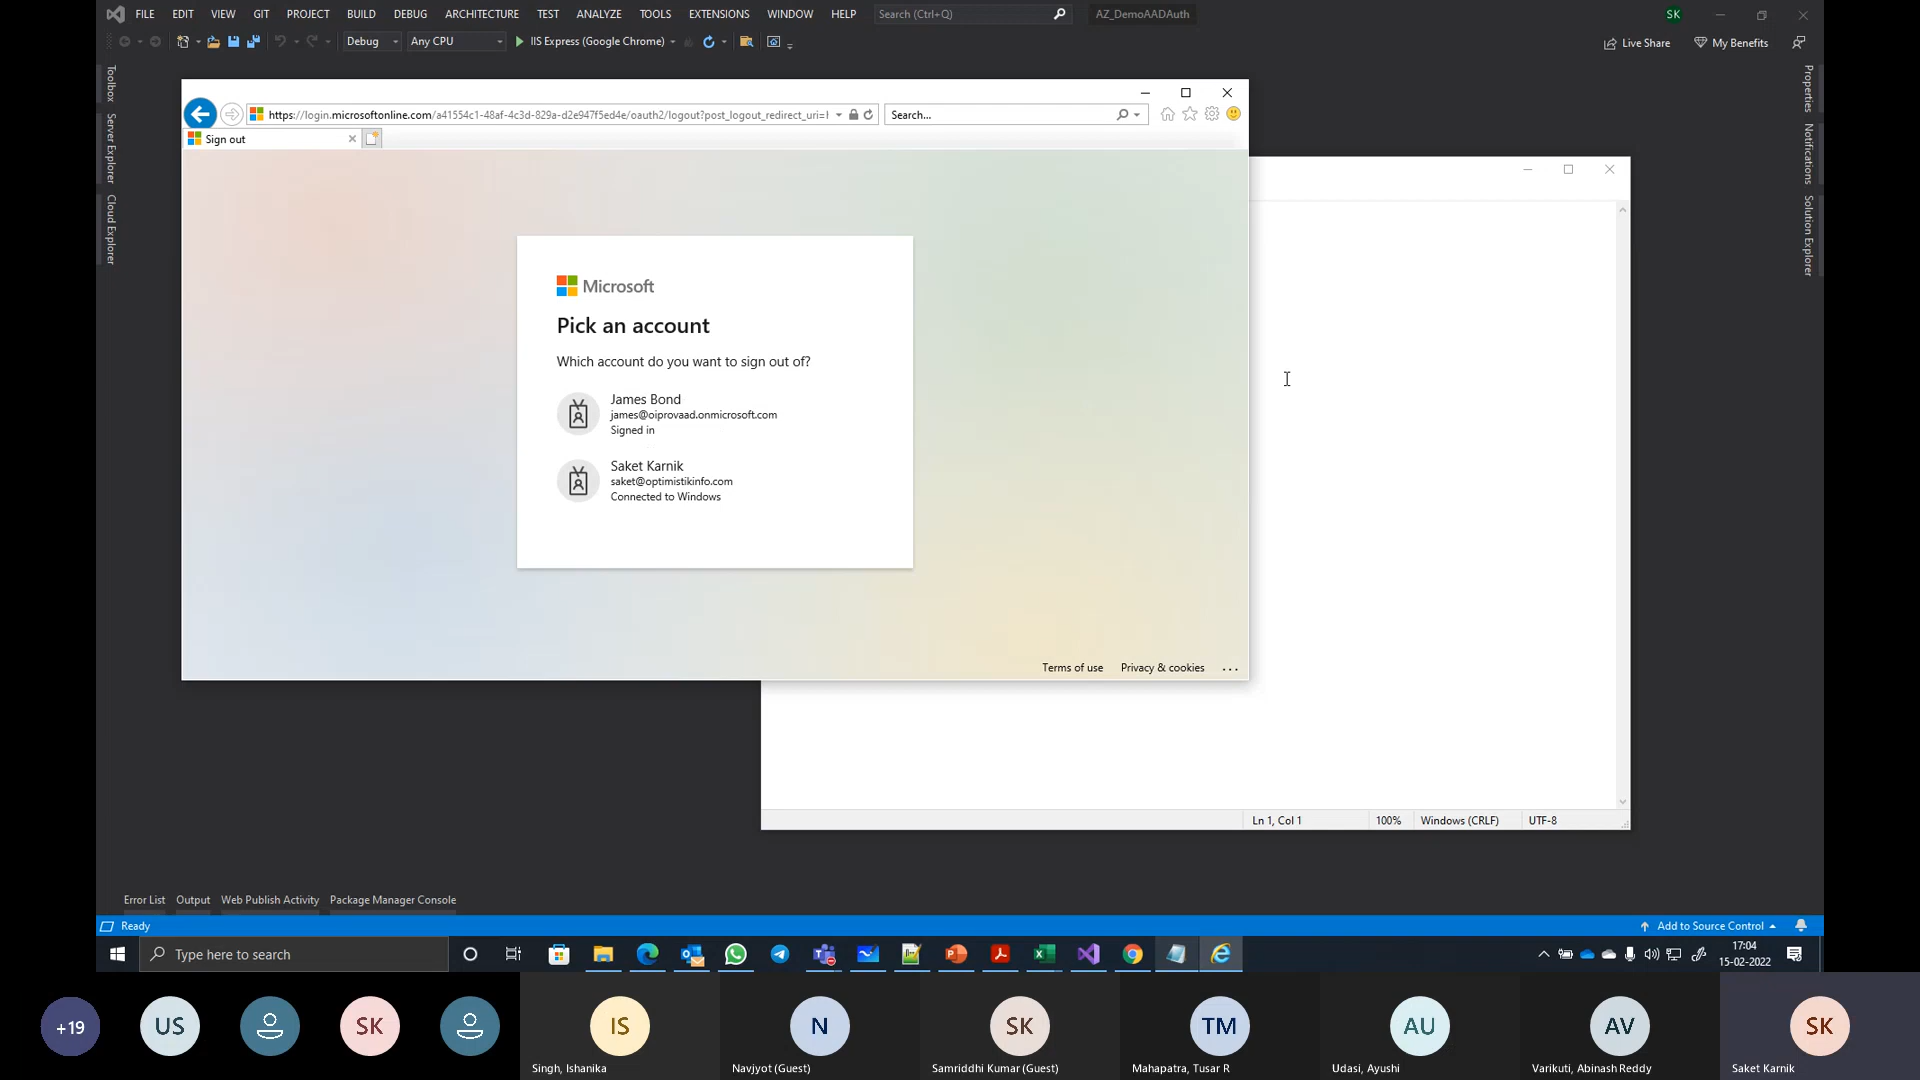 FILE EDIT VIEW GIT PROJECT BUILD DEBUG ARCHITECTURE TEST ANALYZE TOOLS EXTENSIONS WINDOW HELP Search (Ctrl+Q) AZ_DemoAADAuth SK
Debug Any CPU IIS Express (Google Chrome) Live Share My Benefits
Toolbox
Server Explorer
Cloud Explorer
Properties
Notifications
Solution Explorer
https://login.microsoftonline.com/a41554c1-48af-4c3d-829a-d2e947f5ed4e/oauth2/logout?post_logout_redirect_uri=h Search...
Sign out
Microsoft
Pick an account
Which account do you want to sign out of?
James Bond
james@oiprovaad.onmicrosoft.com
Signed in
Saket Karnik
saket@optimistikinfo.com
Connected to Windows
Terms of use Privacy & cookies ...
Ln 1, Col 1 100% Windows (CRLF) UTF-8
Error List Output Web Publish Activity Package Manager Console
Ready Add to Source Control
Type here to search
17:04
15-02-2022
+19 US SK IS N SK TM AU AV SK
Singh, Ishanika Navjyot (Guest) Samriddhi Kumar (Guest) Mahapatra, Tusar R Udasi, Ayushi Varikuti, Abinash Reddy Saket Karnik